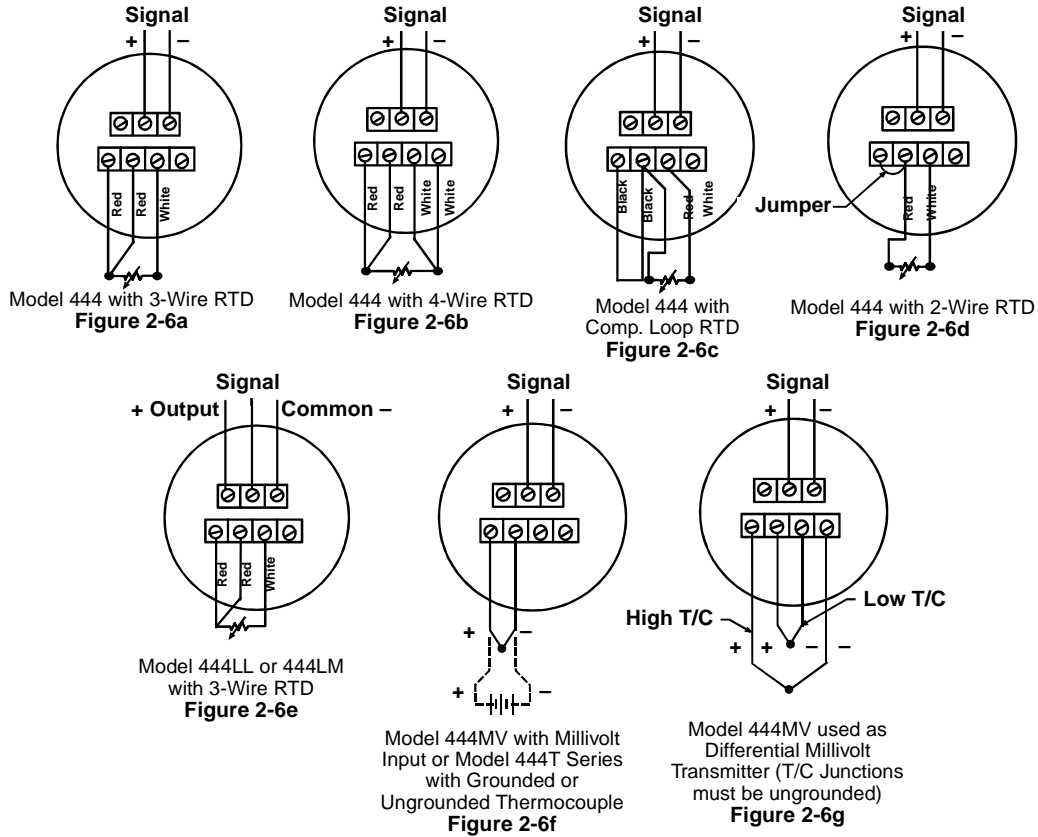 Signal
+ −
Red
Red
White
Model 444 with 3-Wire RTD
Figure 2-6a
Signal
+ −
Red
Red
White
White
Model 444 with 4-Wire RTD
Figure 2-6b
Signal
+ −
Black
Black
Red
White
Model 444 with
Comp. Loop RTD
Figure 2-6c
Signal
+ −
Jumper
Red
White
Model 444 with 2-Wire RTD
Figure 2-6d
Signal
+ Output Common −
Red
Red
White
Model 444LL or 444LM
with 3-Wire RTD
Figure 2-6e
Signal
+ −
+ −
+ −
Model 444MV with Millivolt
Input or Model 444T Series
with Grounded or
Ungrounded Thermocouple
Figure 2-6f
Signal
+ −
Low T/C
High T/C
+ + − −
Model 444MV used as
Differential Millivolt
Transmitter (T/C Junctions
must be ungrounded)
Figure 2-6g